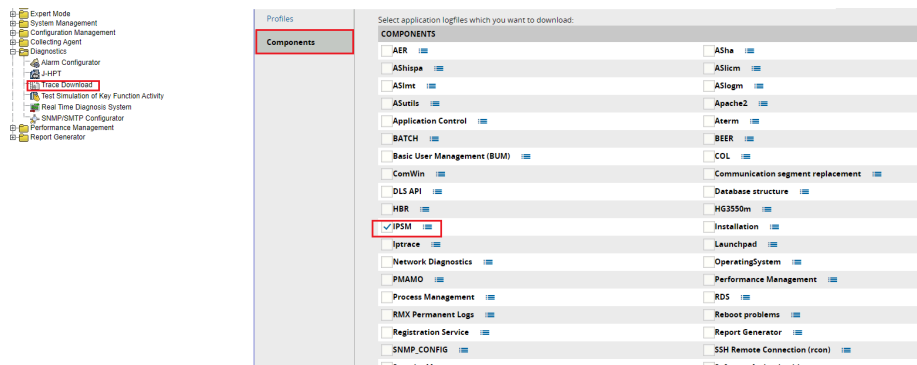 Expert Mode
System Management
Configuration Management
Collecting Agent
Diagnostics
Alarm Configurator
J-HPT
Trace Download
Test Simulation of Key Function Activity
Real Time Diagnosis System
SNMP/SMTP Configurator
Performance Management
Report Generator
Profiles
Components
Select application logfiles which you want to download:
COMPONENTS
AER ASha
AShispa ASlicm
ASlmt ASlogm
ASutils Apache2
Application Control Aterm
BATCH BEER
Basic User Management (BUM) COL
ComWin Communication segment replacement
DLS API Database structure
HBR HG3550m
IPSM Installation
Iptrace Launchpad
Network Diagnostics OperatingSystem
PMAMO Performance Management
Process Management RDS
RMX Permanent Logs Reboot problems
Registration Service Report Generator
SNMP_CONFIG SSH Remote Connection (rcon)